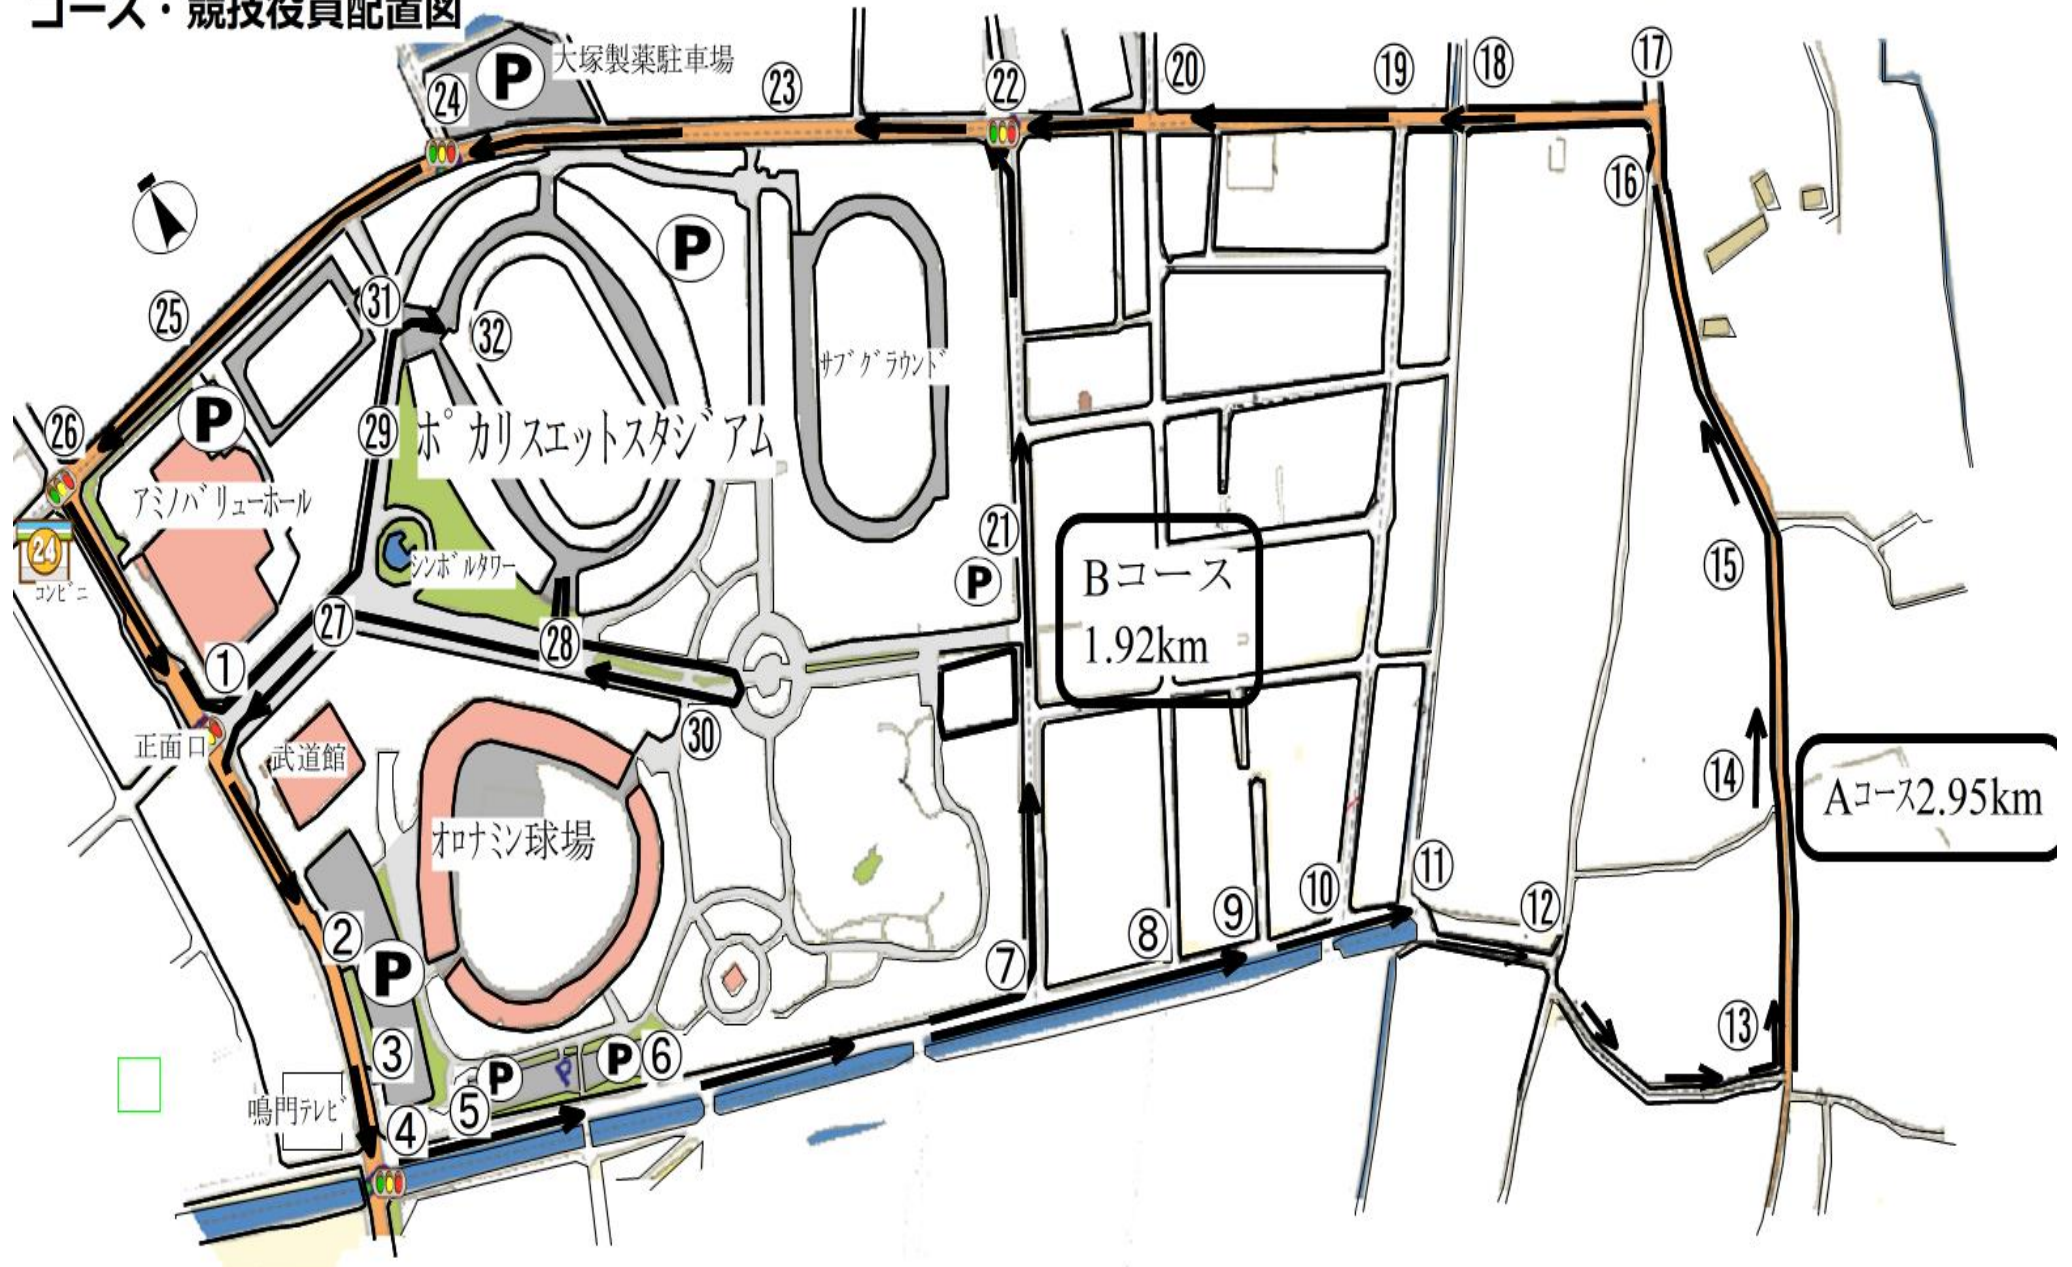 コース・競技役員配置図
大塚製薬駐車場
P
㉔
㉓
㉒
⑳
⑲
⑱
⑰
⑯
P
㉕
㉛
㉜
サブグラウンド
P
㉙
ポカリスエットスタジアム
㉖
アミノバリューホール
24
コンビニ
シンボルタワー
㉑
P
Bコース
1.92km
⑮
㉗
㉘
①
㉚
正面口
武道館
⑭
Aコース2.95km
オロナミン球場
②
P
⑦
⑧
⑨
⑩
⑪
⑫
③
⑬
鳴門テレビ
④
⑤
P
P
P
⑥